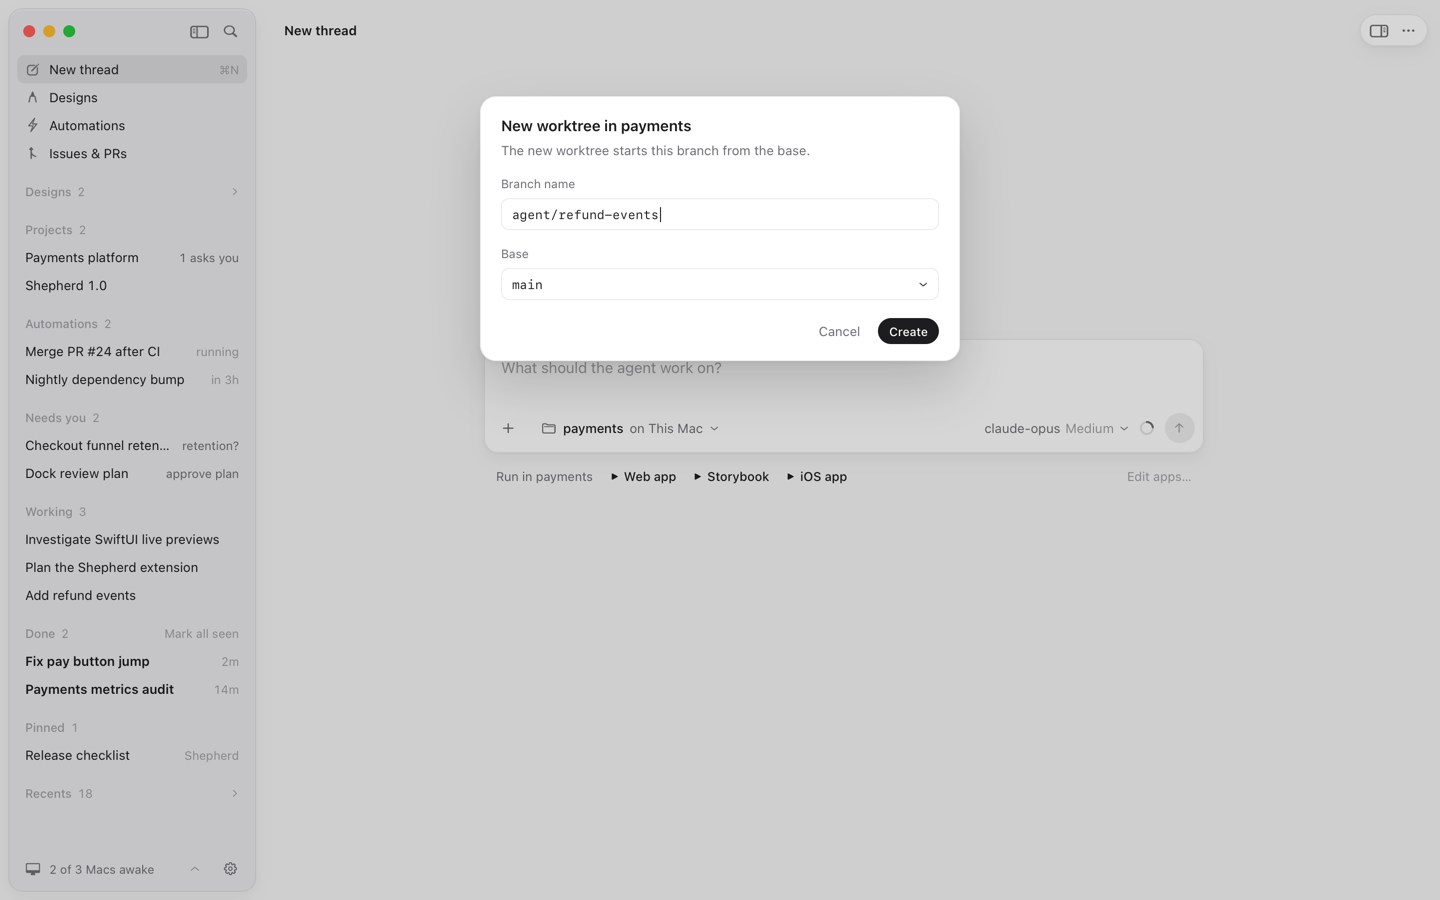 New thread
New thread ⌘N
Designs
Automations
Issues & PRs
Designs 2
Projects 2
Payments platform 1 asks you
Shepherd 1.0
Automations 2
Merge PR #24 after CI running
Nightly dependency bump in 3h
Needs you 2
Checkout funnel reten... retention?
Dock review plan approve plan
Working 3
Investigate SwiftUI live previews
Plan the Shepherd extension
Add refund events
Done 2 Mark all seen
Fix pay button jump 2m
Payments metrics audit 14m
Pinned 1
Release checklist Shepherd
Recents 18
2 of 3 Macs awake
New worktree in payments
The new worktree starts this branch from the base.
Branch name
agent/refund-events
Base
main
Cancel Create
What should the agent work on?
payments on This Mac claude-opus Medium
Run in payments Web app Storybook iOS app Edit apps...